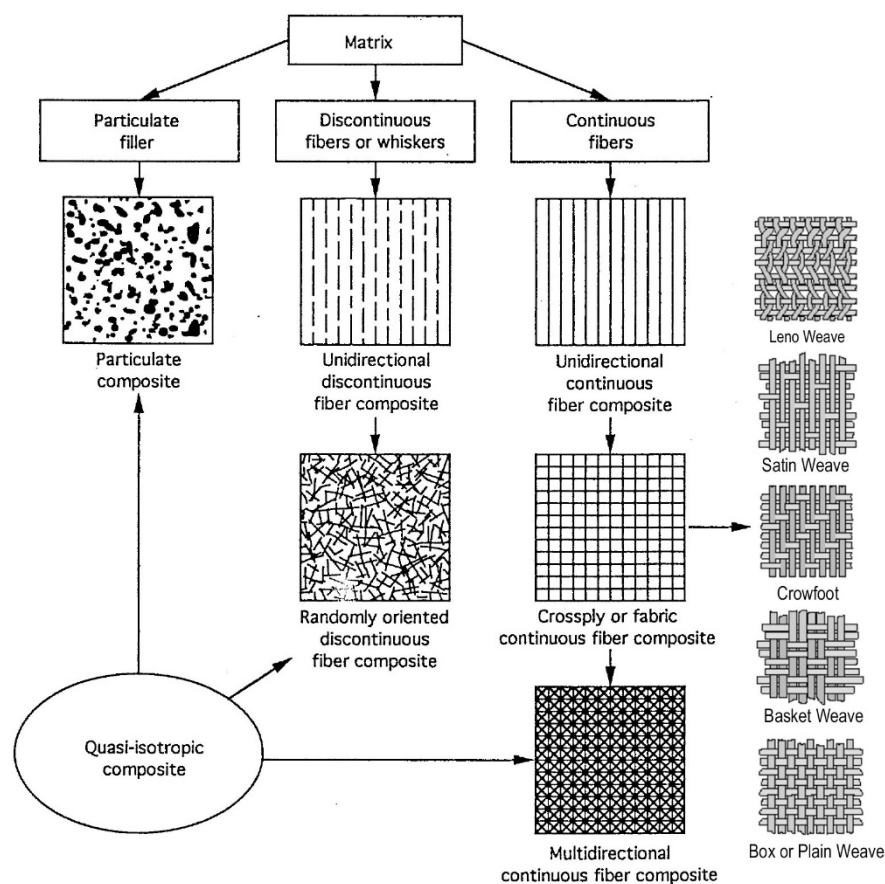 Matrix
Particulate
filler
Discontinuous
fibers or whiskers
Continuous
fibers
Particulate
composite
Unidirectional
discontinuous
fiber composite
Unidirectional
continuous
fiber composite
Randomly oriented
discontinuous
fiber composite
Crossply or fabric
continuous fiber composite
Quasi-isotropic
composite
Multidirectional
continuous fiber composite
Leno Weave
Satin Weave
Crowfoot
Basket Weave
Box or Plain Weave